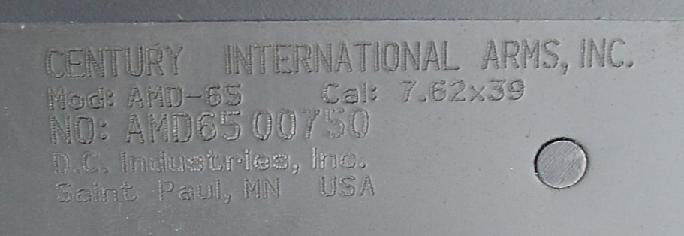 CENTURY INTERNATIONAL ARMS, INC.
Mod: AMD-65 Cal: 7.62x39
NO: AMD65 00750
D.C. Industries, Inc.
Saint Paul, MN USA